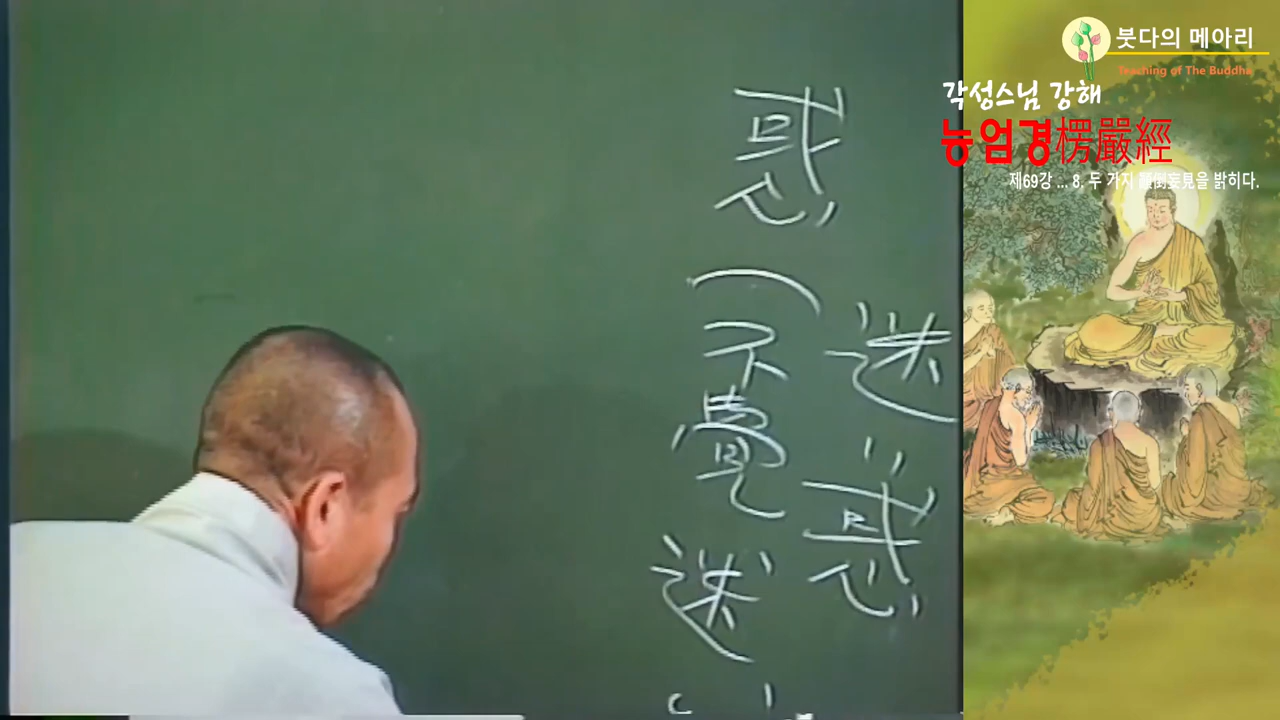 붓다의 메아리
Teaching of The Buddha
각성스님 강해
능엄경楞嚴經
제69강 ... 8. 두 가지 顚倒妄見을 밝히다.
迷惑
惑(不覺迷